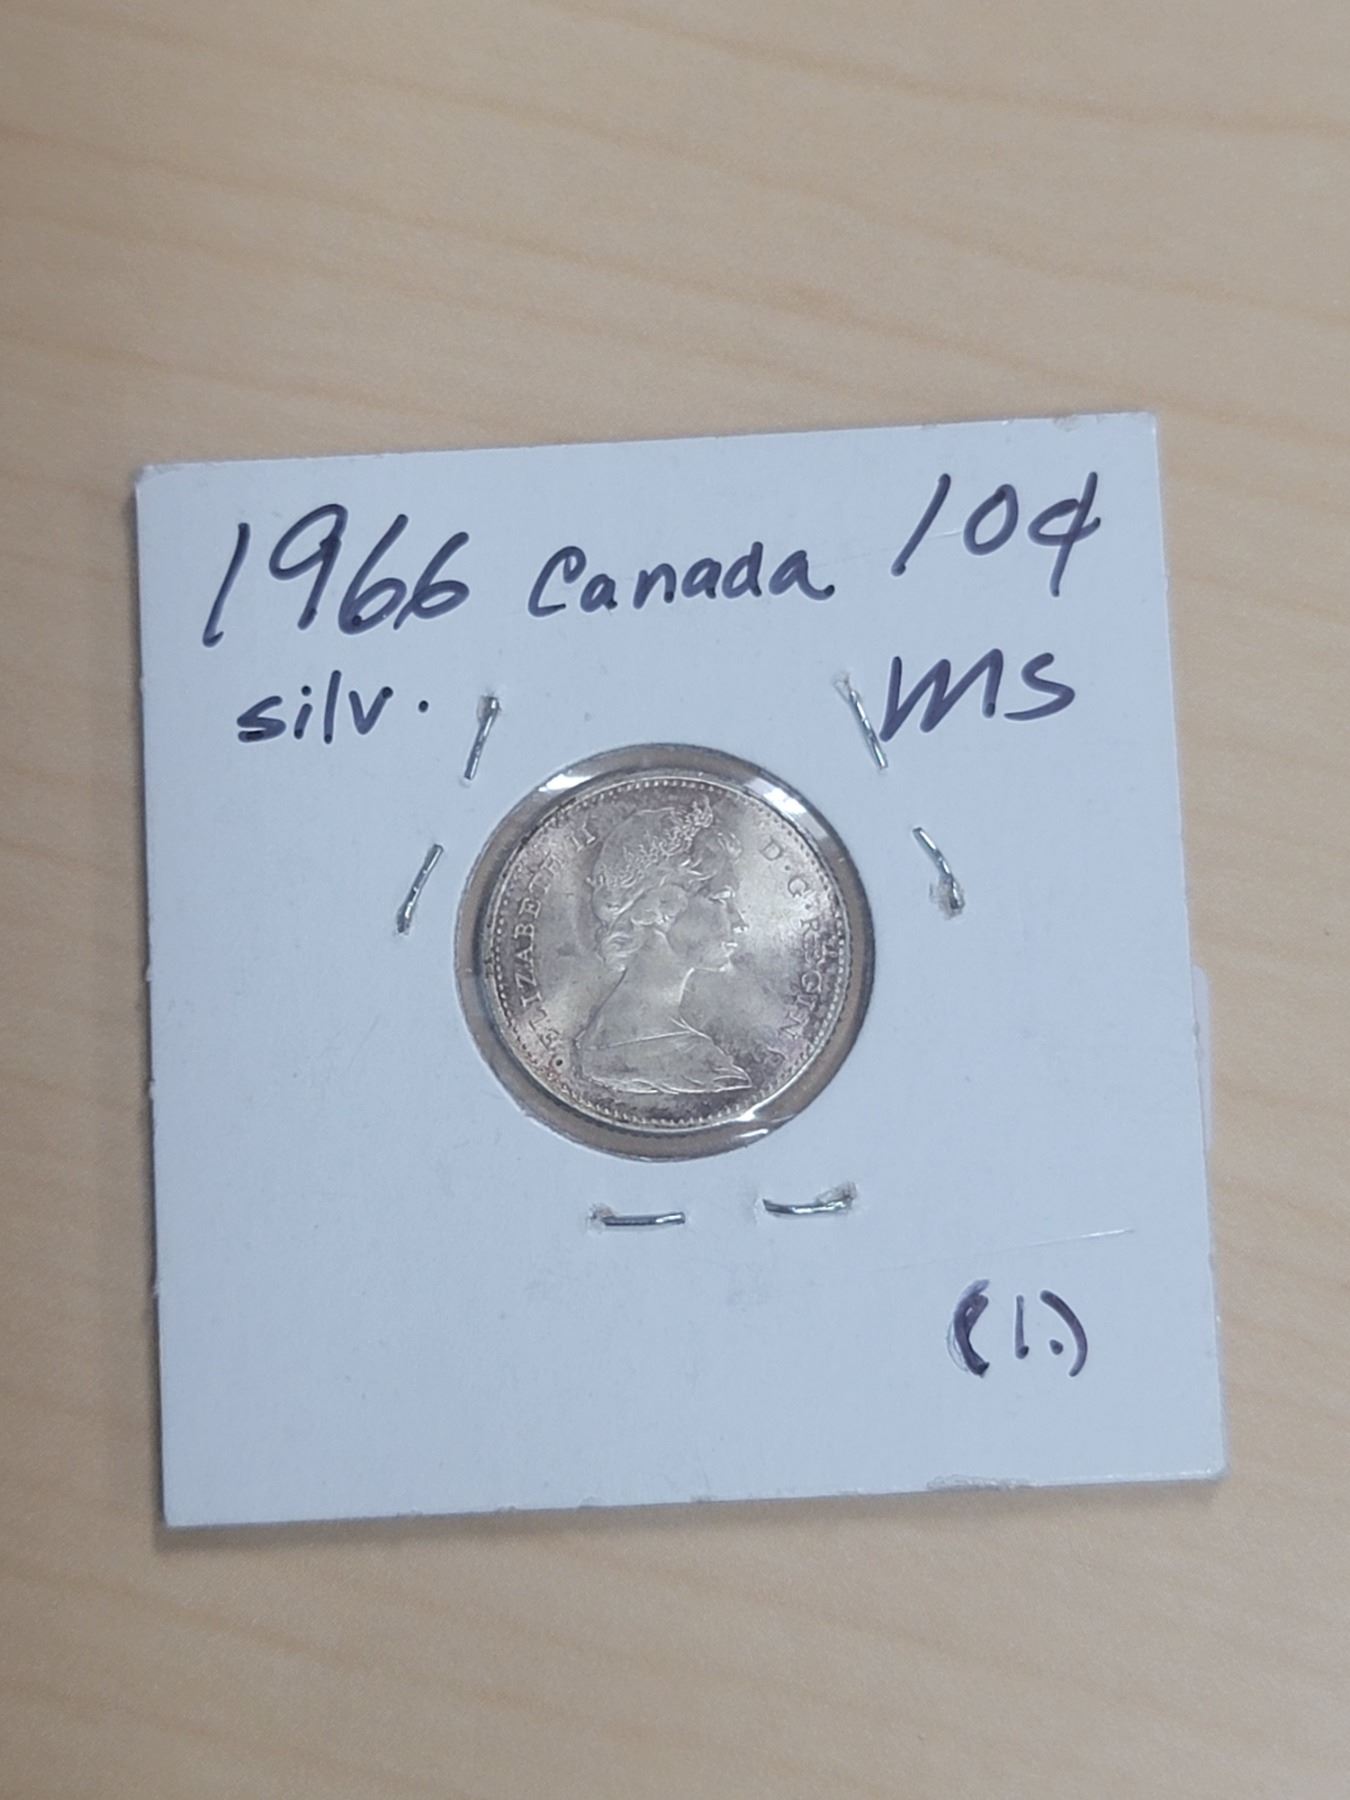 1966 Canada 10¢
silv. MS
ELIZABETH II D·G·REGINA
(1.)